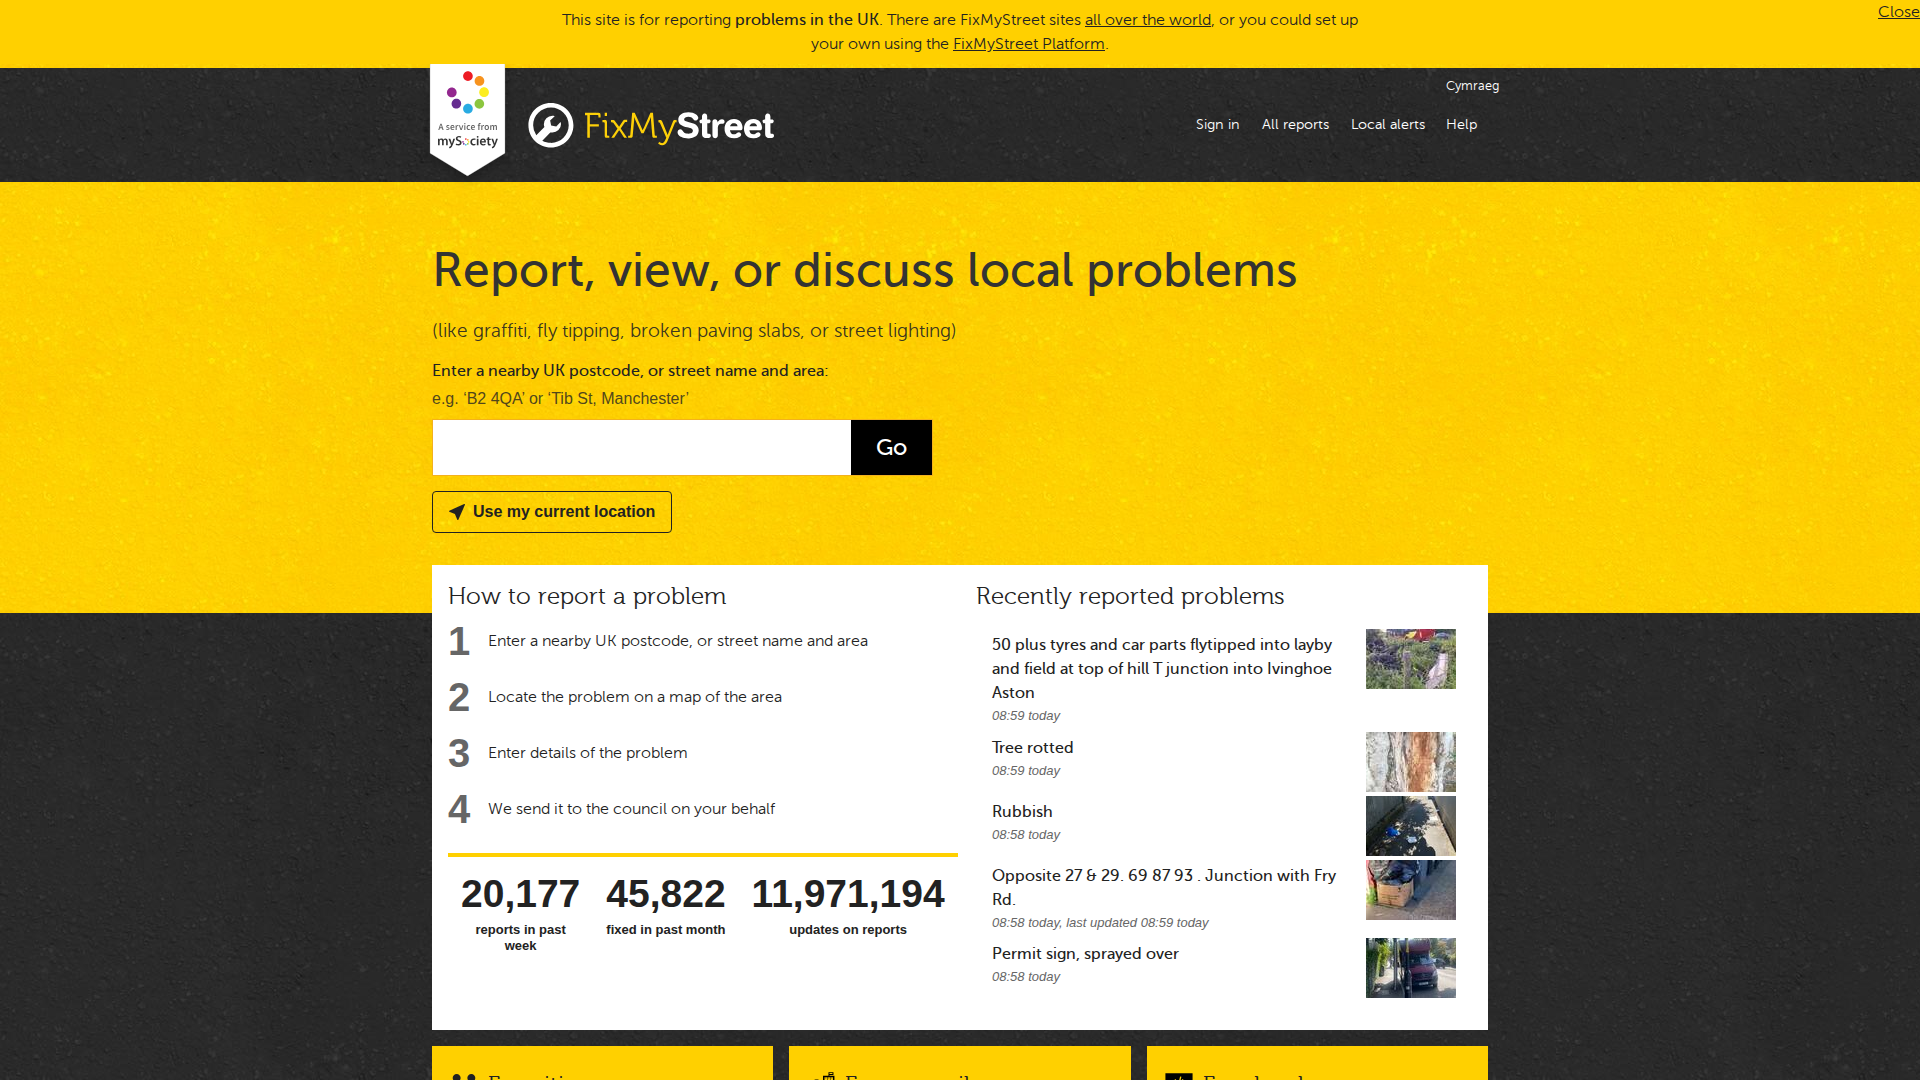 This site is for reporting problems in the UK. There are FixMyStreet sites all over the world, or you could set up
your own using the FixMyStreet Platform.
Close
A service from
mySociety
FixMyStreet
Cymraeg
Sign in
All reports
Local alerts
Help
Report, view, or discuss local problems
(like graffiti, fly tipping, broken paving slabs, or street lighting)
Enter a nearby UK postcode, or street name and area:
e.g. ‘B2 4QA’ or ‘Tib St, Manchester’
Go
Use my current location
How to report a problem
1 Enter a nearby UK postcode, or street name and area
2 Locate the problem on a map of the area
3 Enter details of the problem
4 We send it to the council on your behalf
20,177
reports in past
week
45,822
fixed in past month
11,971,194
updates on reports
Recently reported problems
50 plus tyres and car parts flytipped into layby
and field at top of hill T junction into Ivinghoe
Aston
08:59 today
Tree rotted
08:59 today
Rubbish
08:58 today
Opposite 27 & 29. 69 87 93 . Junction with Fry
Rd.
08:58 today, last updated 08:59 today
Permit sign, sprayed over
08:58 today